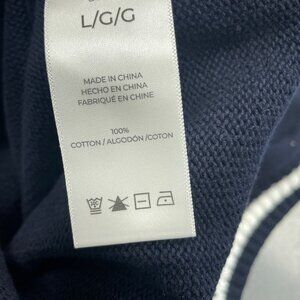 L/G/G
MADE IN CHINA
HECHO EN CHINA
FABRIQUÉ EN CHINE
100%
COTTON / ALGODÓN /COTON